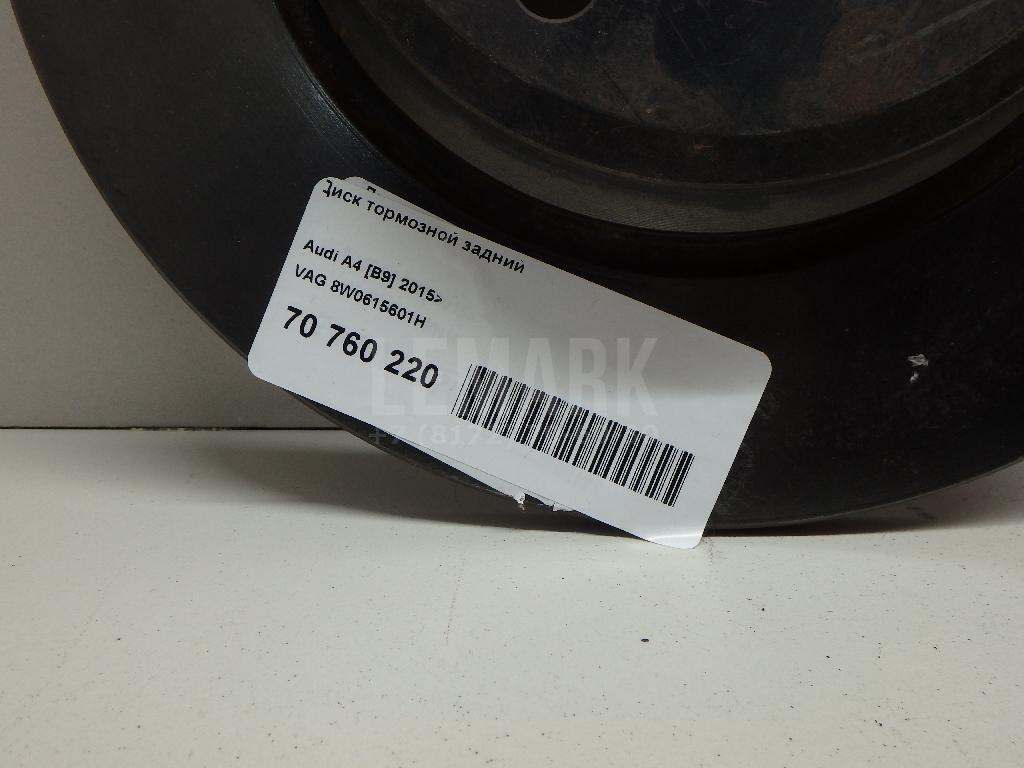 Диск тормозной задний
Audi A4 [B9] 2015>
VAG 8W0615601H
70 760 220
LEMARK